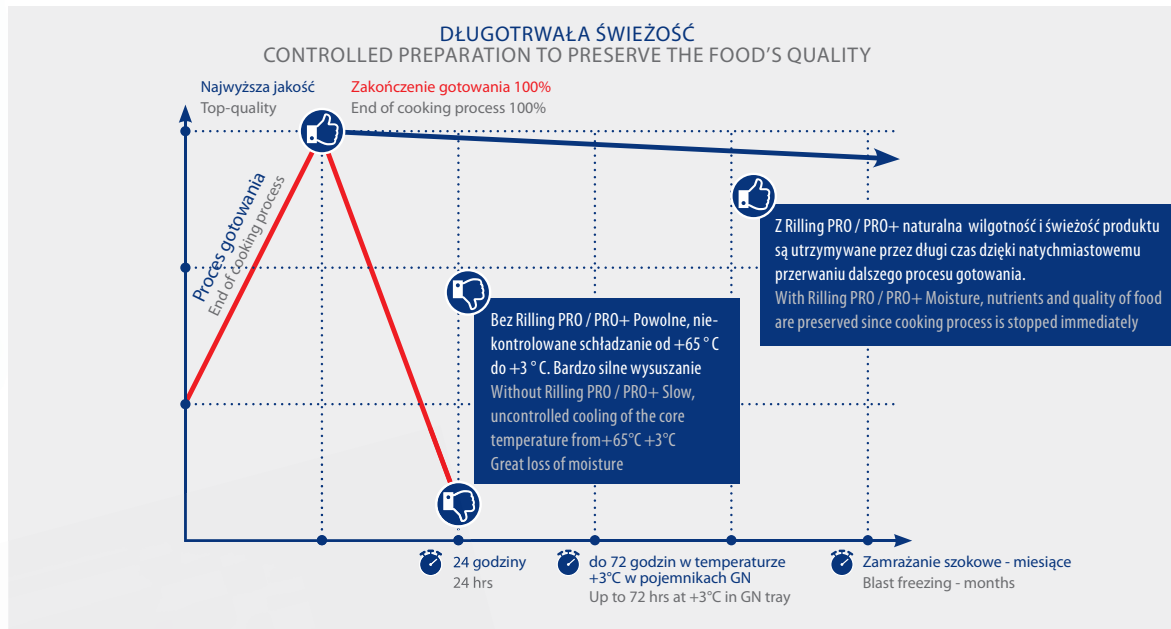 DŁUGOTRWAŁA ŚWIEŻOŚĆ
CONTROLLED PREPARATION TO PRESERVE THE FOOD'S QUALITY
Najwyższa jakość
Top-quality
Zakończenie gotowania 100%
End of cooking process 100%
Proces gotowania
End of cooking process
Z Rilling PRO / PRO+ naturalna wilgotność i świeżość produktu
są utrzymywane przez długi czas dzięki natychmiastowemu
przerwaniu dalszego procesu gotowania.
With Rilling PRO / PRO+ Moisture, nutrients and quality of food
are preserved since cooking process is stopped immediately
Bez Rilling PRO / PRO+ Powolne, nie-
kontrolowane schładzanie od +65 ° C
do +3 ° C. Bardzo silne wysuszanie
Without Rilling PRO / PRO+ Slow,
uncontrolled cooling of the core
temperature from+65°C +3°C
Great loss of moisture
24 godziny
24 hrs
do 72 godzin w temperaturze
+3°C w pojemnikach GN
Up to 72 hrs at +3°C in GN tray
Zamrażanie szokowe - miesiące
Blast freezing - months